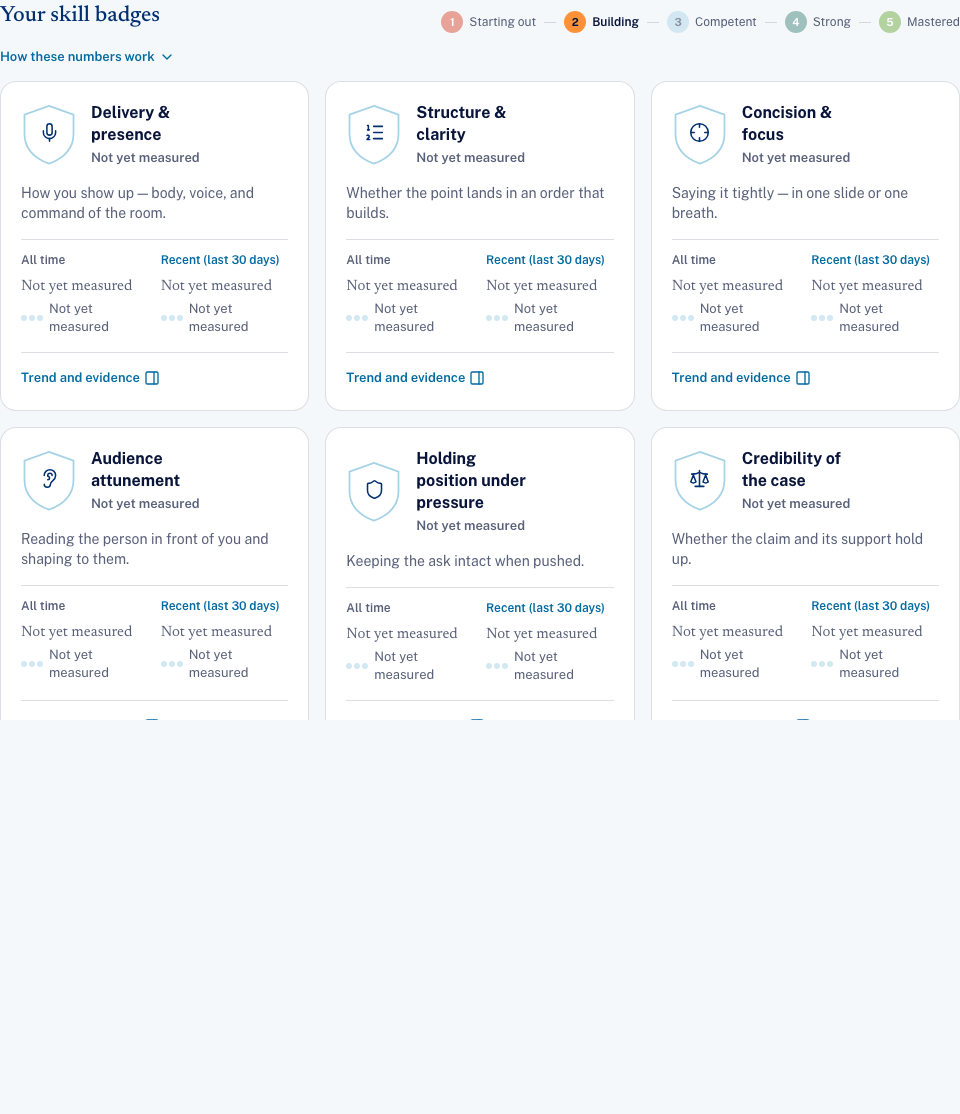 Your skill badges
1 Starting out 2 Building 3 Competent 4 Strong 5 Mastered
How these numbers work
Delivery &
presence
Not yet measured
How you show up — body, voice, and
command of the room.
All time Recent (last 30 days)
Not yet measured Not yet measured
Not yet Not yet
measured measured
Trend and evidence
Structure &
clarity
Not yet measured
Whether the point lands in an order that
builds.
All time Recent (last 30 days)
Not yet measured Not yet measured
Not yet Not yet
measured measured
Trend and evidence
Concision &
focus
Not yet measured
Saying it tightly — in one slide or one
breath.
All time Recent (last 30 days)
Not yet measured Not yet measured
Not yet Not yet
measured measured
Trend and evidence
Audience
attunement
Not yet measured
Reading the person in front of you and
shaping to them.
All time Recent (last 30 days)
Not yet measured Not yet measured
Not yet Not yet
measured measured
Holding
position under
pressure
Not yet measured
Keeping the ask intact when pushed.
All time Recent (last 30 days)
Not yet measured Not yet measured
Not yet Not yet
measured measured
Credibility of
the case
Not yet measured
Whether the claim and its support hold
up.
All time Recent (last 30 days)
Not yet measured Not yet measured
Not yet Not yet
measured measured